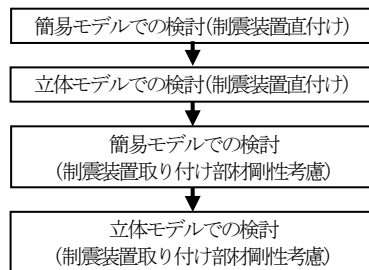 簡易モデルでの検討(制震装置直付け)
立体モデルでの検討(制震装置直付け)
簡易モデルでの検討
(制震装置取り付け部材剛性考慮)
立体モデルでの検討
(制震装置取り付け部材剛性考慮)